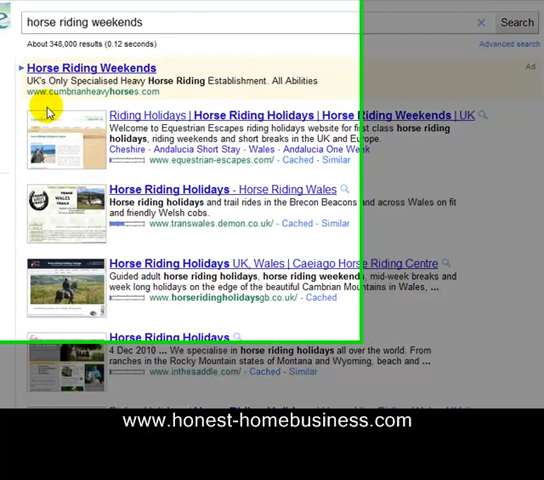 horse riding weekends
Search
About 348,000 results (0.12 seconds)
Advanced search
Horse Riding Weekends
Ad
UK's Only Specialised Heavy Horse Riding Establishment. All Abilities
www.cumbrianheavyhorses.com
Riding Holidays | Horse Riding Holidays | Horse Riding Weekends | UK
Welcome to Equestrian Escapes riding holidays website for first class horse riding
holidays, riding weekends and short breaks in the UK and Europe.
Cheshire - Andalucia Short Stay - Wales - Andalucia One Week
www.equestrian-escapes.com/ - Cached - Similar
Horse Riding Holidays - Horse Riding Wales
Horse riding holidays and trail rides in the Brecon Beacons and across Wales on fit
and friendly Welsh cobs.
www.transwales.demon.co.uk/ - Cached - Similar
Horse Riding Holidays UK, Wales | Caeiago Horse Riding Centre
Guided adult horse riding holidays, horse riding weekends, mid-week breaks and
week long holidays on the edge of the beautiful Cambrian Mountains in Wales, ...
www.horseridingholidaysgb.co.uk/ - Cached
Horse Riding Holidays
4 Dec 2010 ... We specialise in horse riding holidays all over the world. From
ranches in the Rocky Mountain states of Montana and Wyoming, beach and ...
www.inthesaddle.com/ - Cached - Similar
www.honest-homebusiness.com